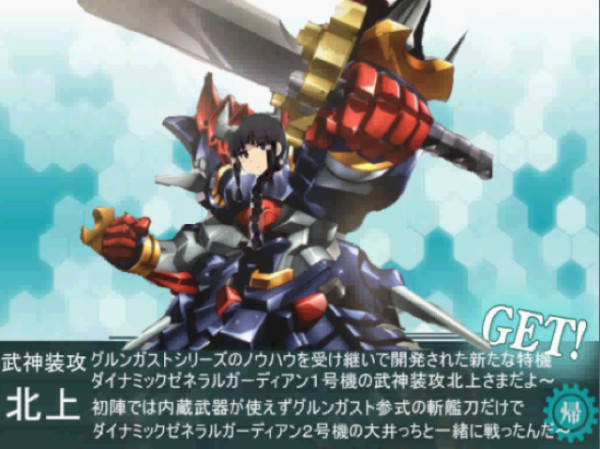 GET!
武神装攻
北上
グルンガストシリーズのノウハウを受け継いで開発された新たな特機
ダイナミックゼネラルガーディアン1号機の武神装攻北上さまだよ~
初陣では内蔵武器が使えずグルンガスト参式の斬艦刀だけで
ダイナミックゼネラルガーディアン2号機の大井っちと一緒に戦ったんだ~
帰